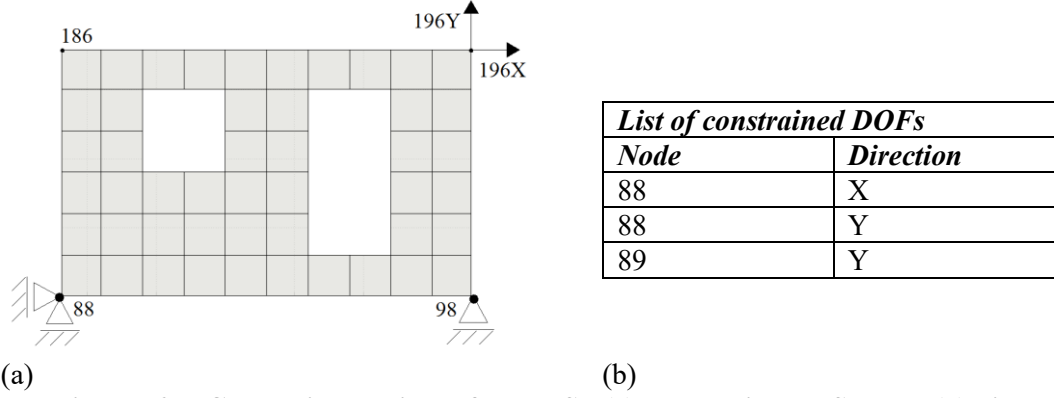 196Y
186
196X
88
98
(a)
List of constrained DOFs
Node Direction
88 X
88 Y
89 Y
(b)